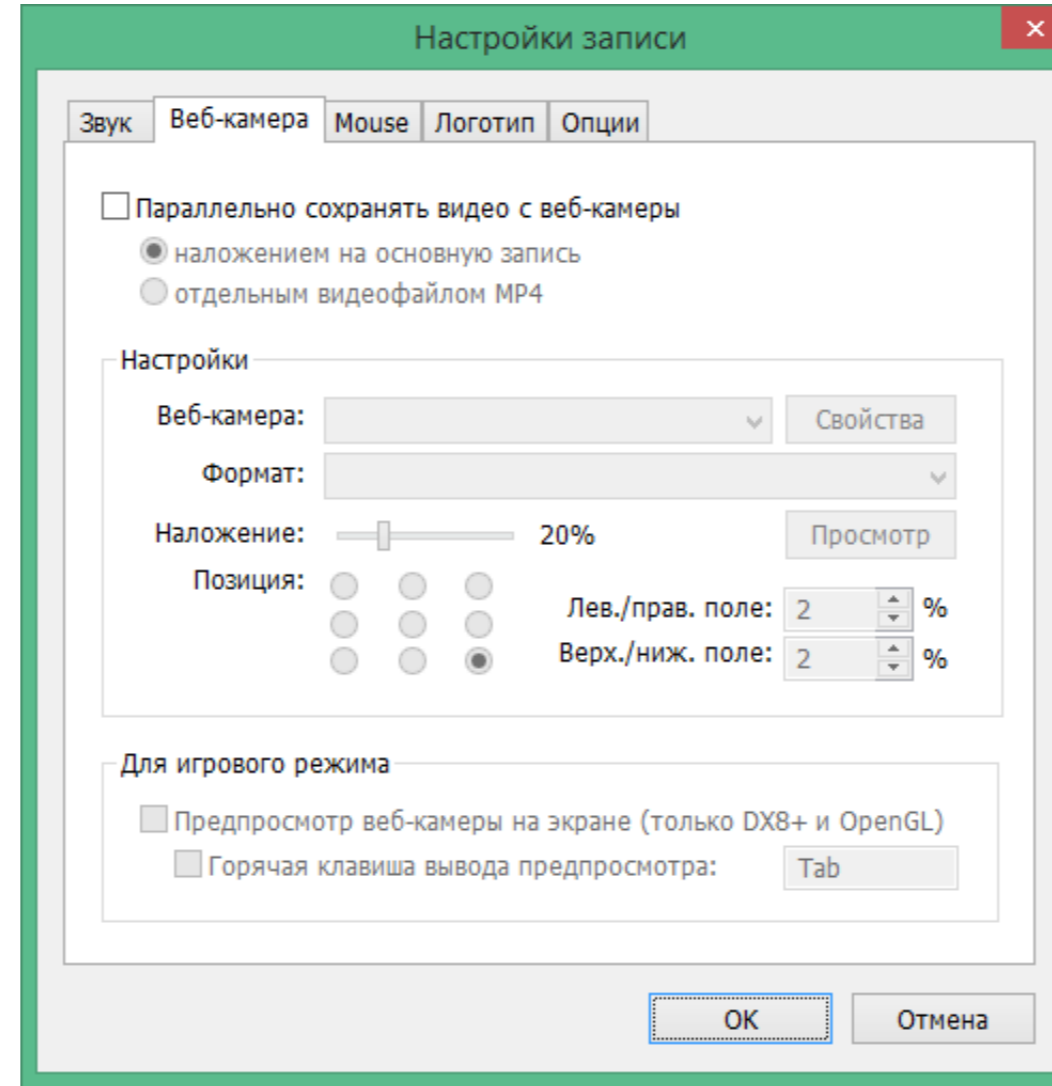 Настройки записи
Звук Веб-камера Mouse Логотип Опции
Параллельно сохранять видео с веб-камеры
наложением на основную запись
отдельным видеофайлом MP4
Настройки
Веб-камера: Свойства
Формат:
Наложение: 20% Просмотр
Позиция:
Лев./прав. поле: 2 %
Верх./ниж. поле: 2 %
Для игрового режима
Предпросмотр веб-камеры на экране (только DX8+ и OpenGL)
Горячая клавиша вывода предпросмотра: Tab
OK Отмена